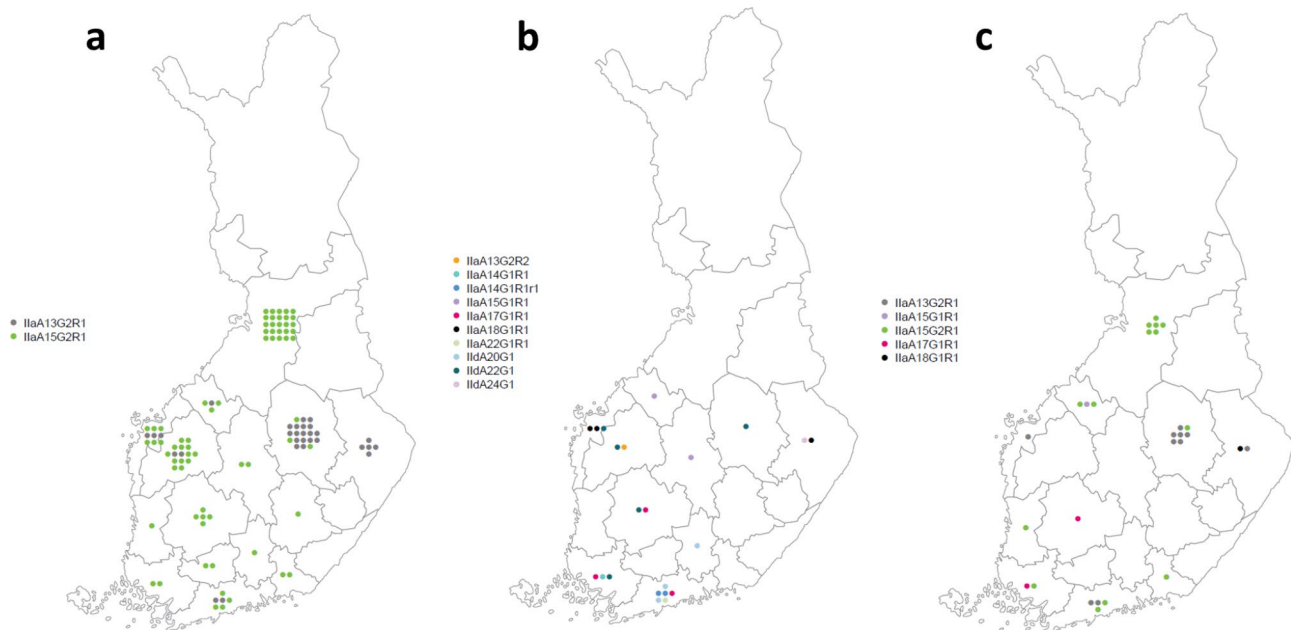 a
b
c
IIaA13G2R1
IIaA15G2R1
IIaA13G2R2
IIaA14G1R1
IIaA14G1R1r1
IIaA15G1R1
IIaA17G1R1
IIaA18G1R1
IIaA22G1R1
IIdA20G1
IIdA22G1
IIdA24G1
IIaA13G2R1
IIaA15G1R1
IIaA15G2R1
IIaA17G1R1
IIaA18G1R1